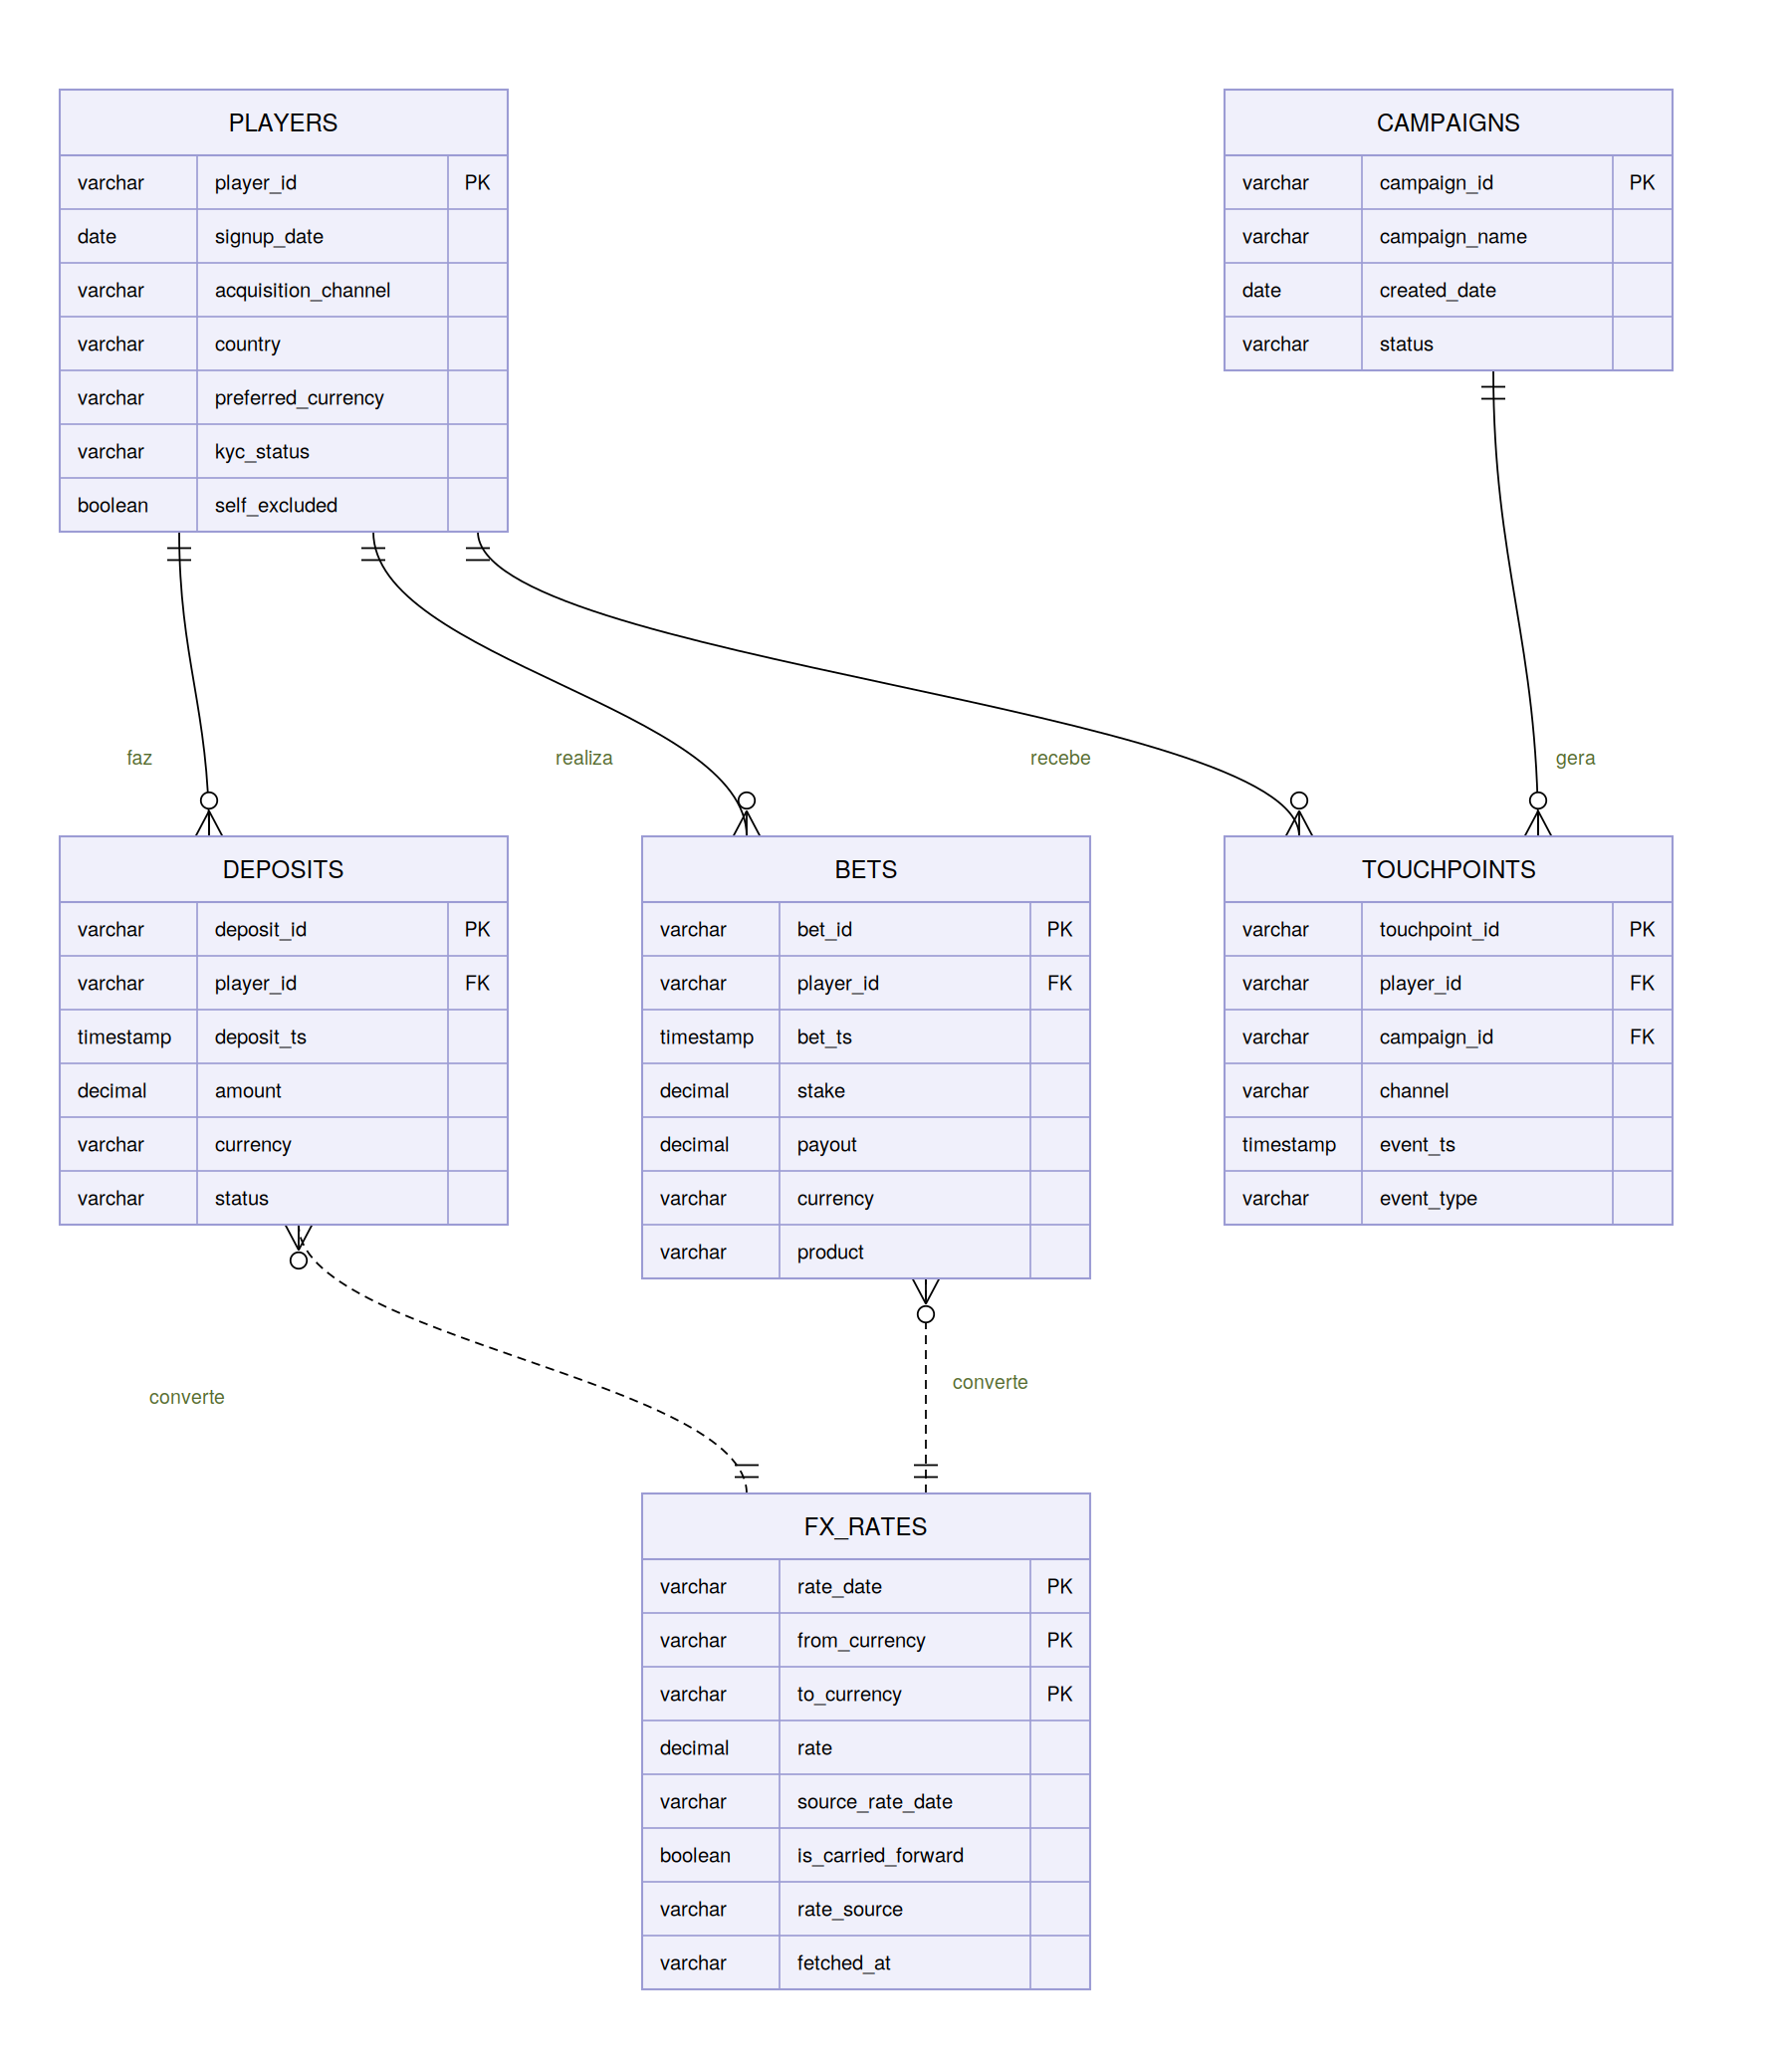 PLAYERS
varchar player_id PK
date signup_date
varchar acquisition_channel
varchar country
varchar preferred_currency
varchar kyc_status
boolean self_excluded
CAMPAIGNS
varchar campaign_id PK
varchar campaign_name
date created_date
varchar status
faz
realiza
recebe
gera
DEPOSITS
varchar deposit_id PK
varchar player_id FK
timestamp deposit_ts
decimal amount
varchar currency
varchar status
BETS
varchar bet_id PK
varchar player_id FK
timestamp bet_ts
decimal stake
decimal payout
varchar currency
varchar product
TOUCHPOINTS
varchar touchpoint_id PK
varchar player_id FK
varchar campaign_id FK
varchar channel
timestamp event_ts
varchar event_type
converte
converte
FX_RATES
varchar rate_date PK
varchar from_currency PK
varchar to_currency PK
decimal rate
varchar source_rate_date
boolean is_carried_forward
varchar rate_source
varchar fetched_at